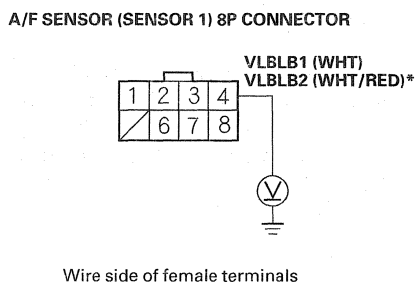 A/F SENSOR (SENSOR 1) 8P CONNECTOR
VLBLB1 (WHT)
VLBLB2 (WHT/RED)*
1 2 3 4
6 7 8
V
Wire side of female terminals